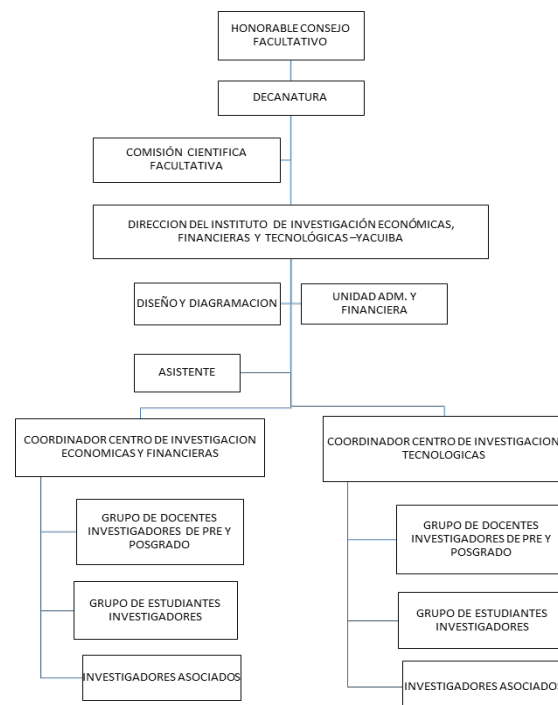 HONORABLE CONSEJO
FACULTATIVO
DECANATURA
COMISIÓN CIENTIFICA
FACULTATIVA
DIRECCION DEL INSTITUTO DE INVESTIGACIÓN ECONÓMICAS,
FINANCIERAS Y TECNOLÓGICAS –YACUIBA
DISEÑO Y DIAGRAMACION
UNIDAD ADM. Y
FINANCIERA
ASISTENTE
COORDINADOR CENTRO DE INVESTIGACION
ECONOMICAS Y FINANCIERAS
GRUPO DE DOCENTES
INVESTIGADORES DE PRE Y
POSGRADO
GRUPO DE ESTUDIANTES
INVESTIGADORES
INVESTIGADORES ASOCIADOS
COORDINADOR CENTRO DE INVESTIGACION
TECNOLOGICAS
GRUPO DE DOCENTES
INVESTIGADORES DE PRE Y
POSGRADO
GRUPO DE ESTUDIANTES
INVESTIGADORES
INVESTIGADORES ASOCIADOS